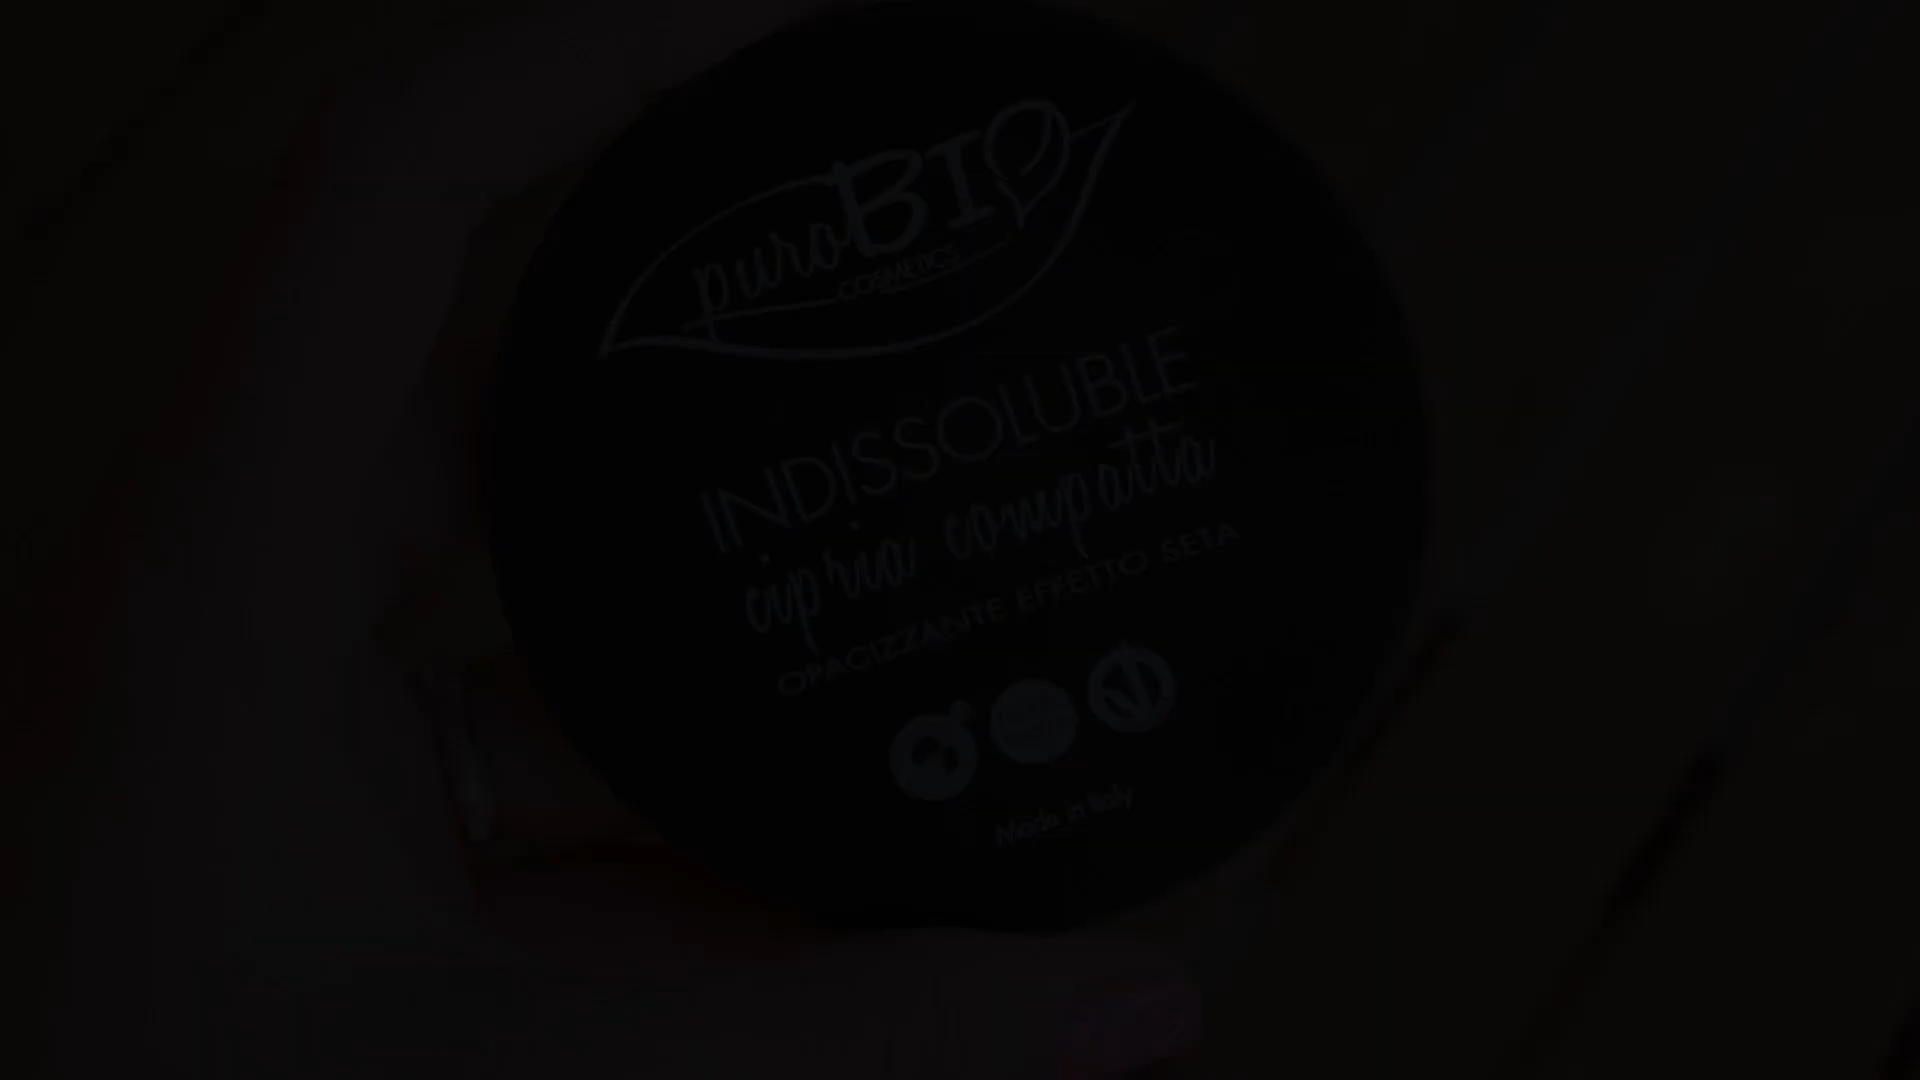 puroBIO
COSMETICS
INDISSOLUBLE
cipria compatta
OPACIZZANTE EFFETTO SETA
Made in Italy